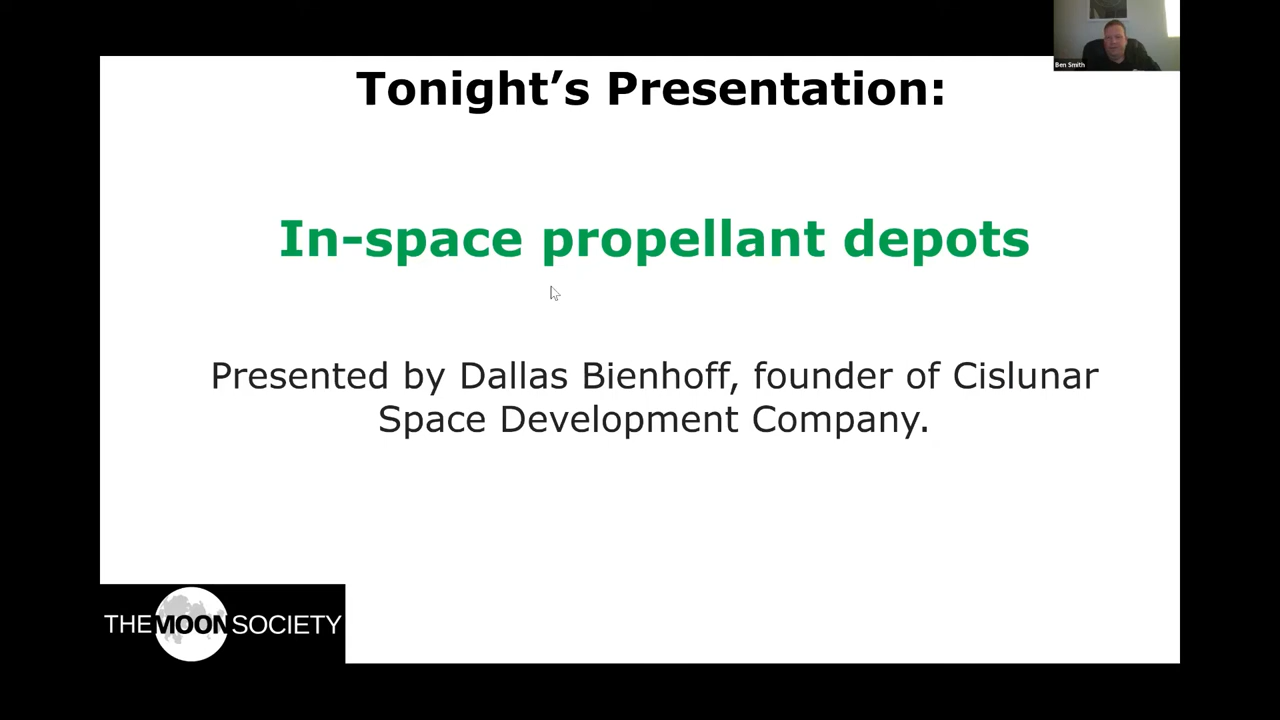 Ben Smith
Tonight's Presentation:
In-space propellant depots
Presented by Dallas Bienhoff, founder of Cislunar
Space Development Company.
THE MOON SOCIETY